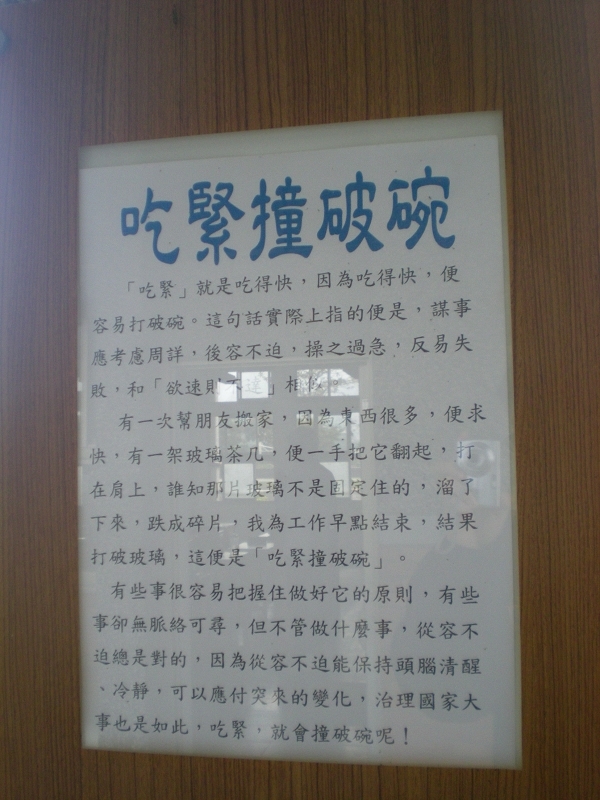 吃緊撞破碗
「吃緊」就是吃得快，因為吃得快，便
容易打破碗。這句話實際上指的便是，謀事
應考慮周詳，後容不迫，操之過急，反易失
敗，和「欲速則不達」相似。
有一次幫朋友搬家，因為東西很多，便求
快，有一架玻璃茶几，便一手把它翻起，打
在肩上，誰知那片玻璃不是固定住的，溜了
下來，跌成碎片，我為工作早點結束，結果
打破玻璃，這便是「吃緊撞破碗」。
有些事很容易把握住做好它的原則，有些
事卻無脈絡可尋，但不管做什麼事，從容不
迫總是對的，因為從容不迫能保持頭腦清醒
、冷靜，可以應付突來的變化，治理國家大
事也是如此，吃緊，就會撞破碗呢！